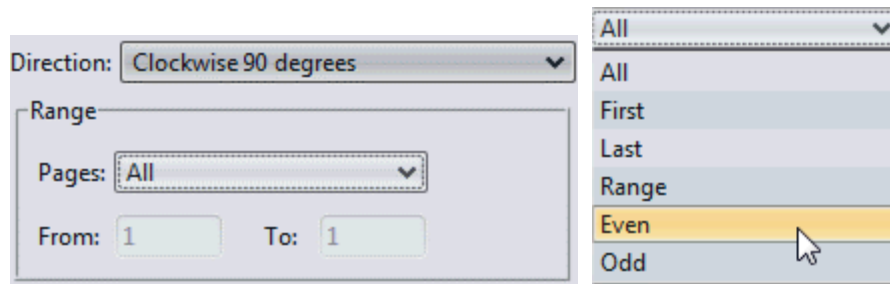 Direction: Clockwise 90 degrees
Range
Pages: All
From: 1 To: 1
All
All
First
Last
Range
Even
Odd